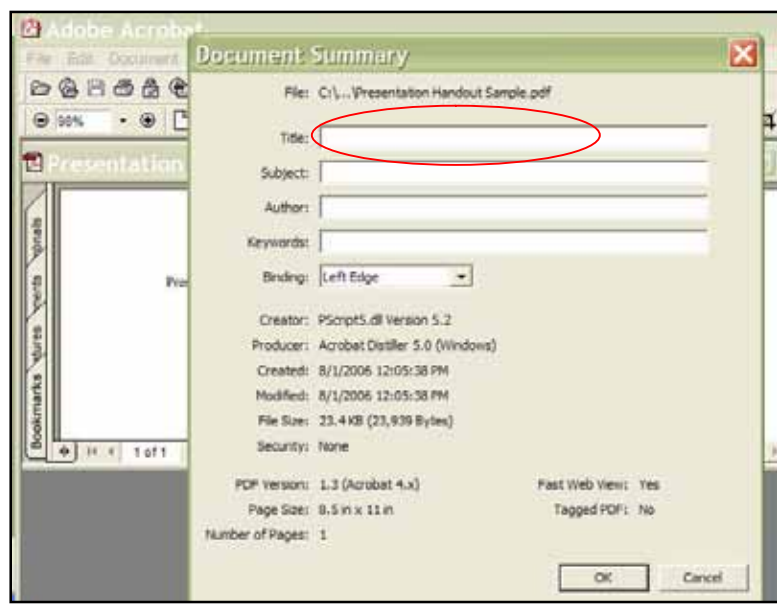 Adobe Acrobat
File Edit Document
Document Summary
File: C:\...\Presentation Handout Sample.pdf
98%
Title:
Presentation
Subject:
Author:
Keywords:
Binding: Left Edge
Creator: PScript5.dll Version 5.2
Producer: Acrobat Distiller 5.0 (Windows)
Created: 8/1/2006 12:05:38 PM
Modified: 8/1/2006 12:05:38 PM
File Size: 23.4 KB (23,939 Bytes)
Bookmarks
1 of 1
Security: None
PDF Version: 1.3 (Acrobat 4.x) Fast Web View: Yes
Page Size: 8.5 in x 11 in Tagged PDF: No
Number of Pages: 1
OK Cancel